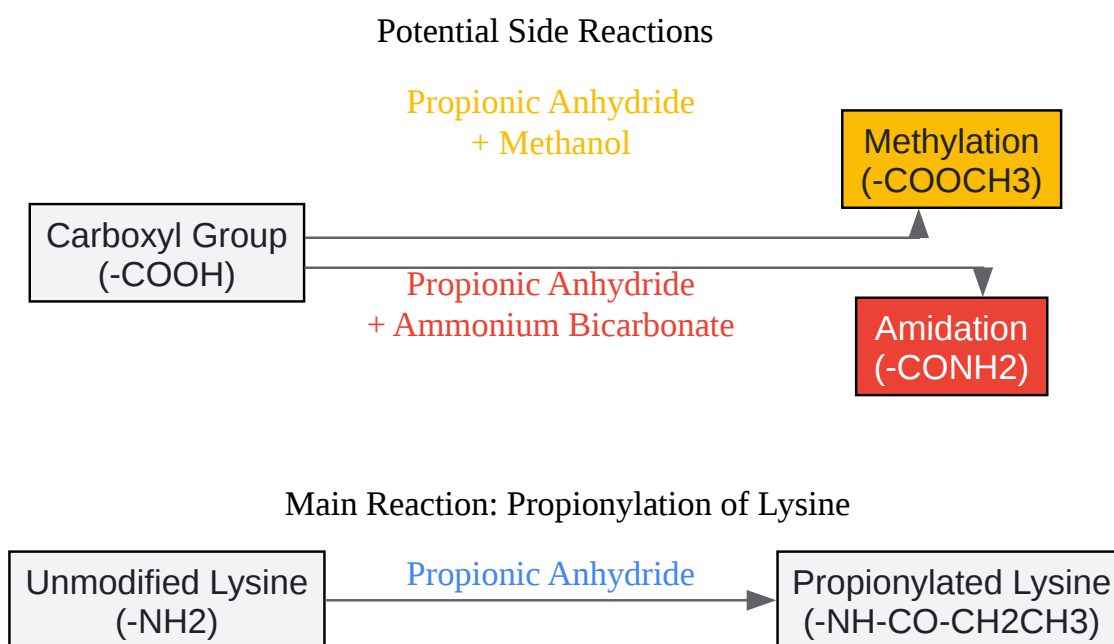 Potential Side Reactions
Propionic Anhydride
+ Methanol
Methylation
(-COOCH3)
Carboxyl Group
(-COOH)
Propionic Anhydride
+ Ammonium Bicarbonate
Amidation
(-CONH2)
Main Reaction: Propionylation of Lysine
Unmodified Lysine
(-NH2)
Propionic Anhydride
Propionylated Lysine
(-NH-CO-CH2CH3)